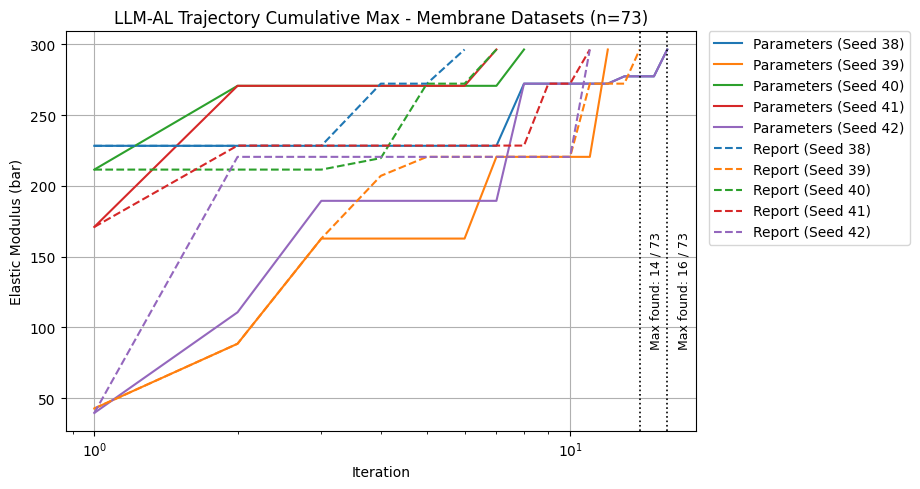 LLM-AL Trajectory Cumulative Max - Membrane Datasets (n=73)
Elastic Modulus (bar)
300
250
200
150
100
50
10⁰
10¹
Iteration
Max found: 14 / 73
Max found: 16 / 73
Parameters (Seed 38)
Parameters (Seed 39)
Parameters (Seed 40)
Parameters (Seed 41)
Parameters (Seed 42)
Report (Seed 38)
Report (Seed 39)
Report (Seed 40)
Report (Seed 41)
Report (Seed 42)